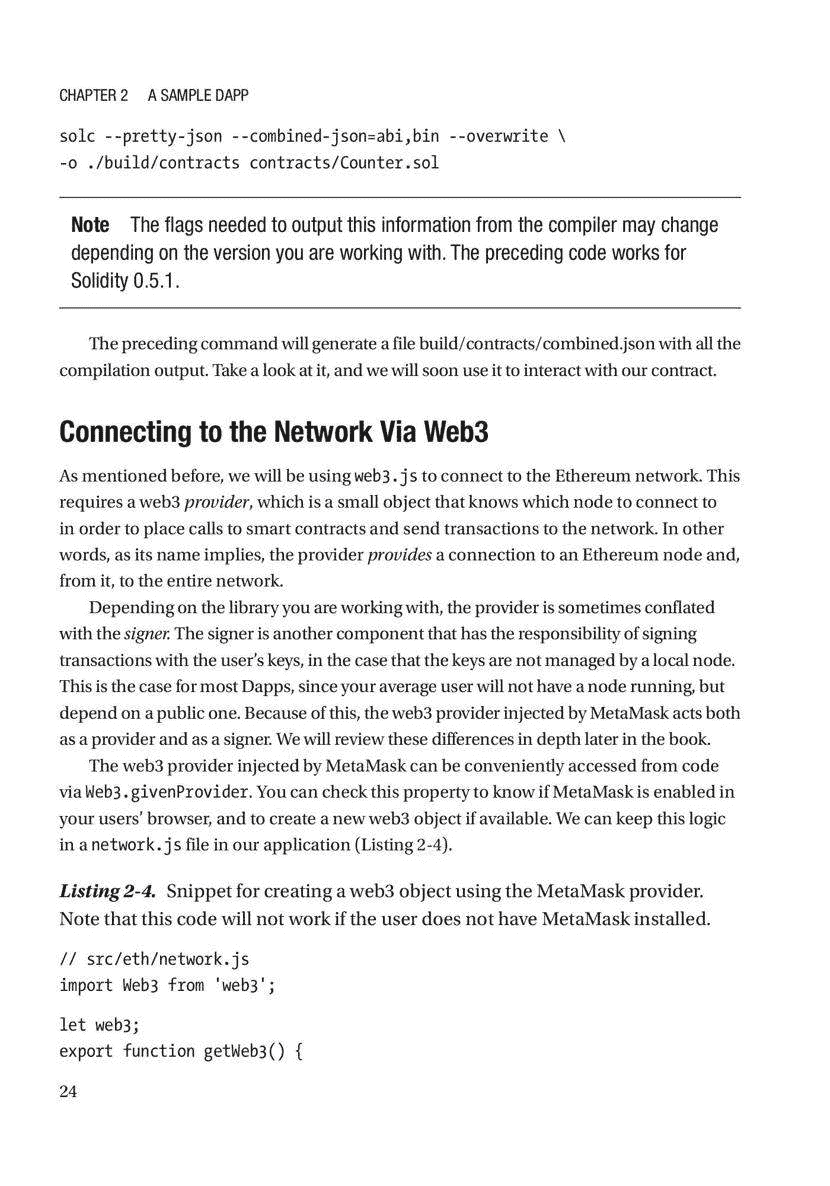 CHAPTER 2 A SAMPLE DAPP
solc --pretty-json --combined-json=abi,bin --overwrite \
-o ./build/contracts contracts/Counter.sol
Note The flags needed to output this information from the compiler may change
depending on the version you are working with. The preceding code works for
Solidity 0.5.1.
The preceding command will generate a file build/contracts/combined.json with all the
compilation output. Take a look at it, and we will soon use it to interact with our contract.
Connecting to the Network Via Web3
As mentioned before, we will be using web3.js to connect to the Ethereum network. This
requires a web3 provider, which is a small object that knows which node to connect to
in order to place calls to smart contracts and send transactions to the network. In other
words, as its name implies, the provider provides a connection to an Ethereum node and,
from it, to the entire network.
Depending on the library you are working with, the provider is sometimes conflated
with the signer. The signer is another component that has the responsibility of signing
transactions with the user’s keys, in the case that the keys are not managed by a local node.
This is the case for most Dapps, since your average user will not have a node running, but
depend on a public one. Because of this, the web3 provider injected by MetaMask acts both
as a provider and as a signer. We will review these differences in depth later in the book.
The web3 provider injected by MetaMask can be conveniently accessed from code
via Web3.givenProvider. You can check this property to know if MetaMask is enabled in
your users’ browser, and to create a new web3 object if available. We can keep this logic
in a network.js file in our application (Listing 2-4).
Listing 2-4. Snippet for creating a web3 object using the MetaMask provider.
Note that this code will not work if the user does not have MetaMask installed.
// src/eth/network.js
import Web3 from 'web3';
let web3;
export function getWeb3() {
24